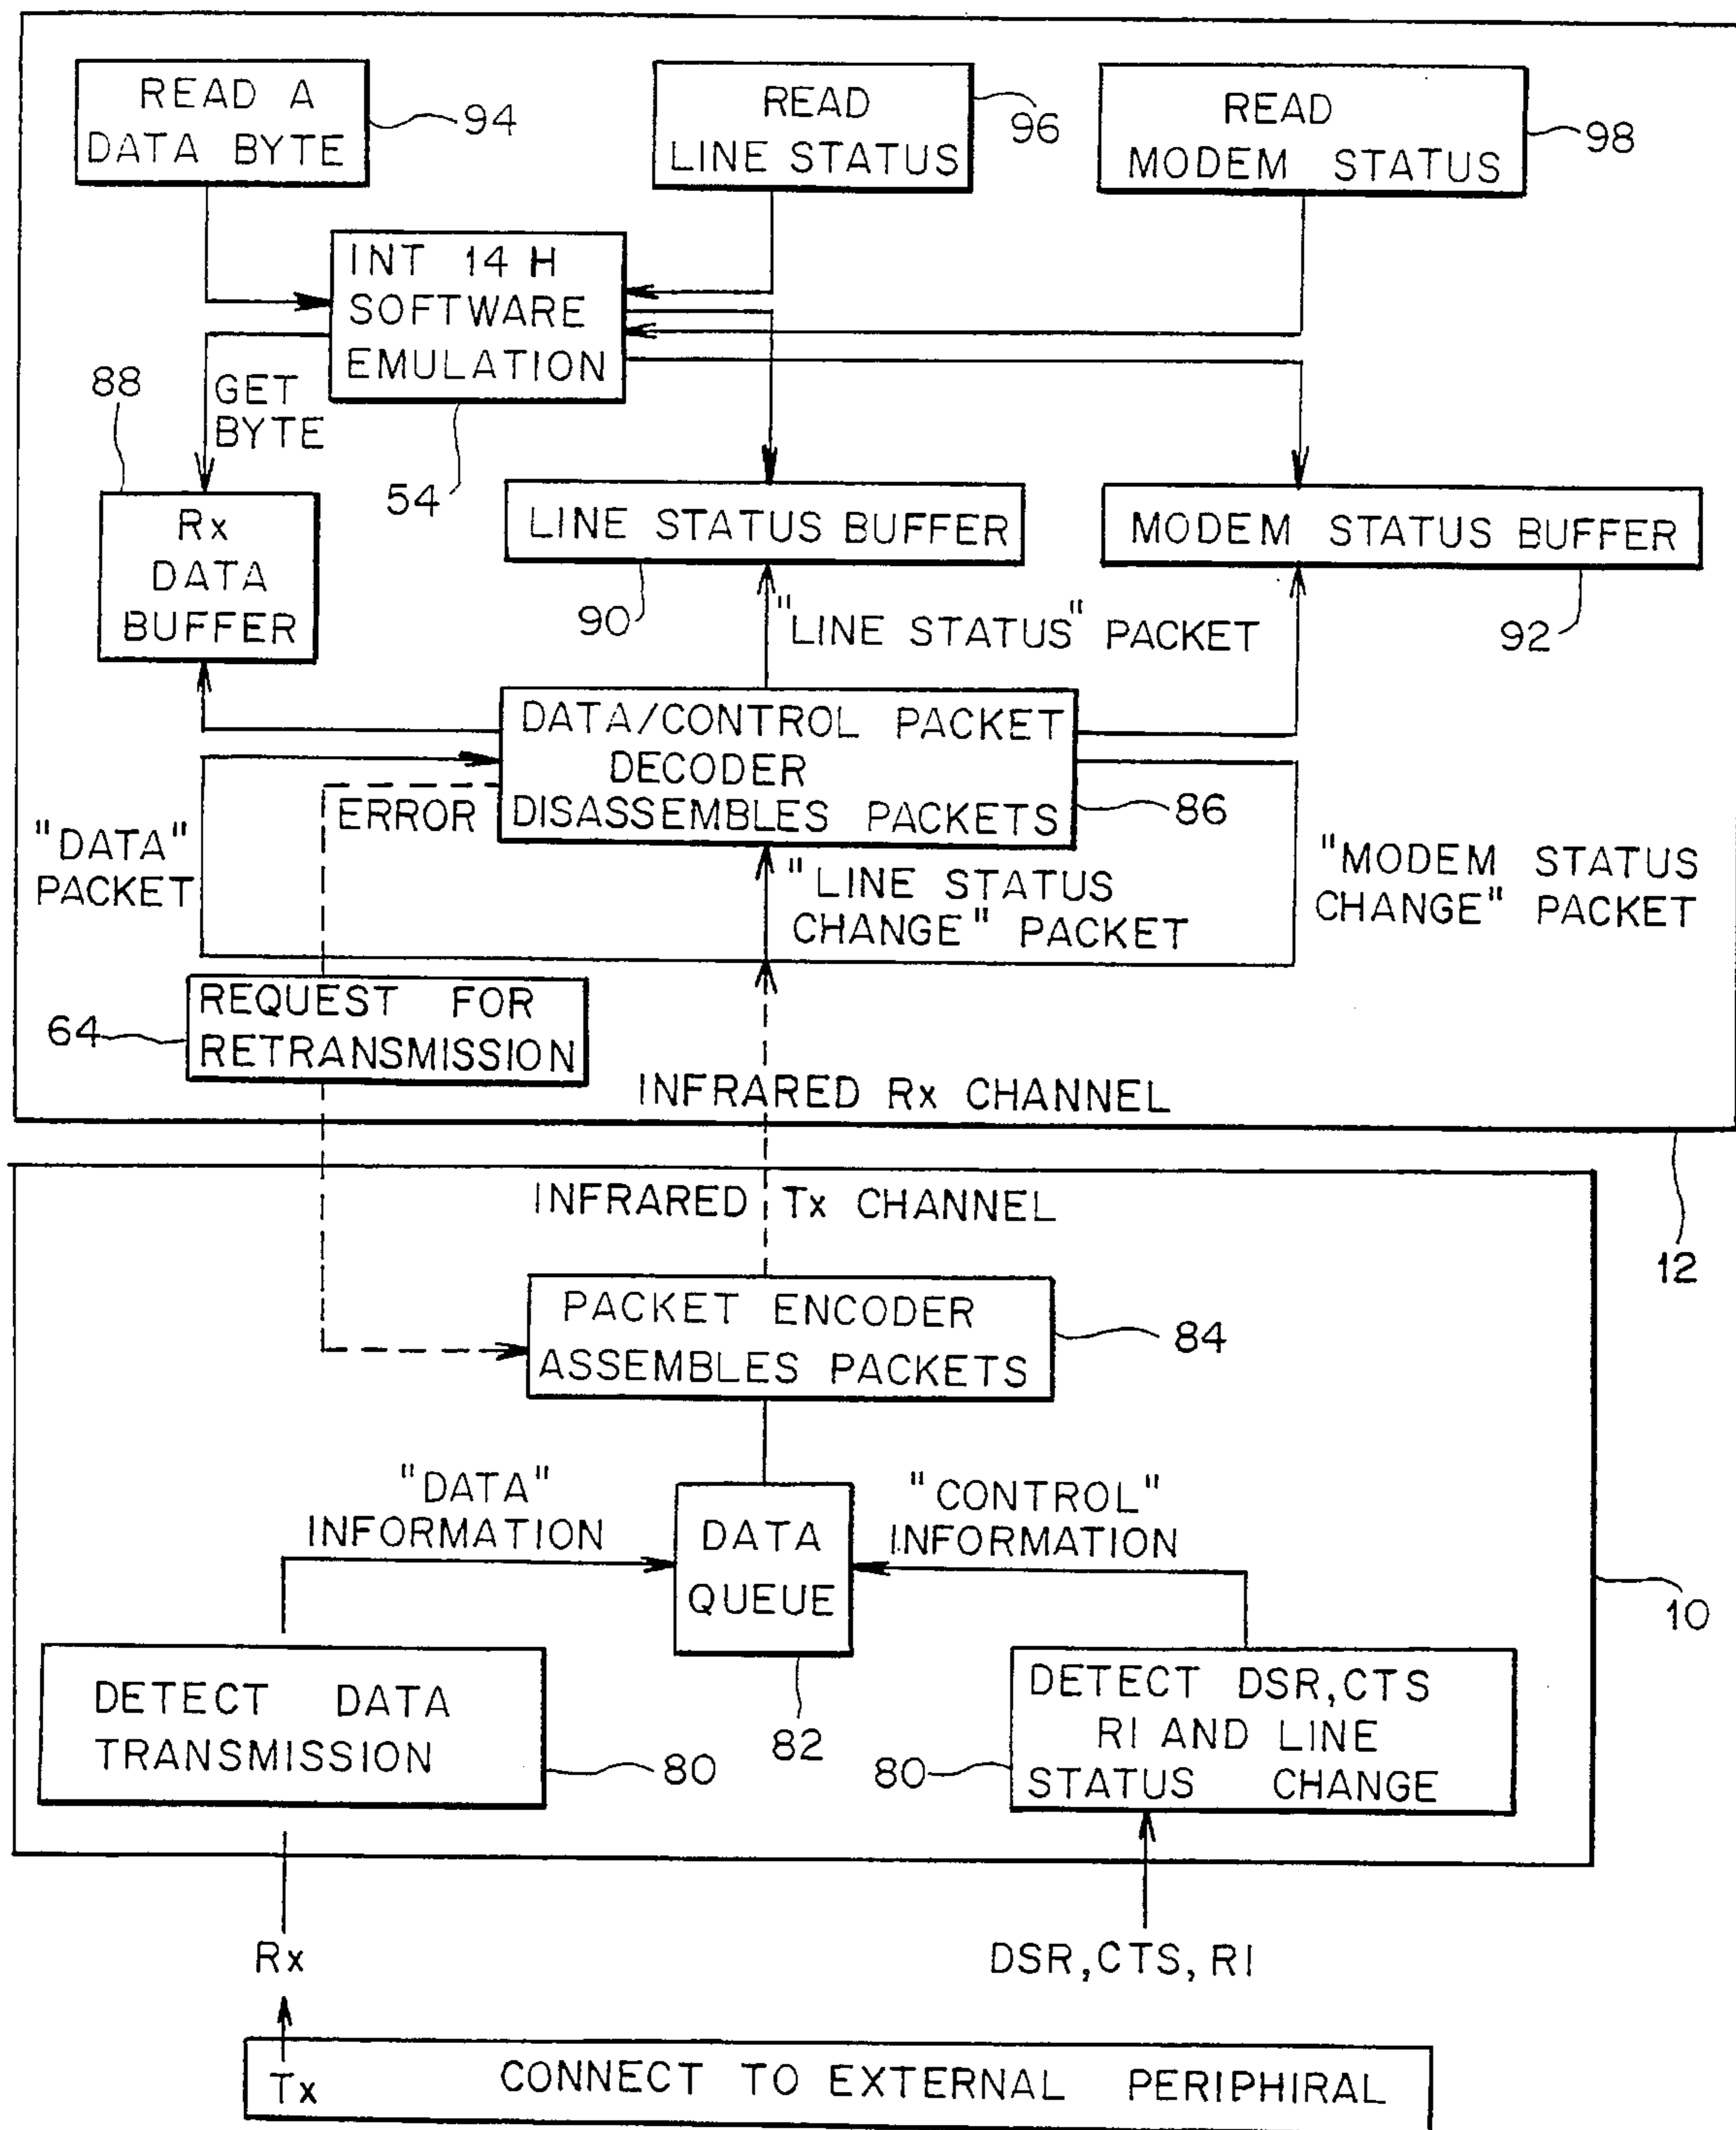 READ A
DATA BYTE
94
READ
LINE STATUS
96
READ
MODEM STATUS
98
INT 14 H
SOFTWARE
EMULATION
54
88
GET
BYTE
Rx
DATA
BUFFER
LINE STATUS BUFFER
90
MODEM STATUS BUFFER
92
"LINE STATUS" PACKET
DATA/CONTROL PACKET
DECODER
DISASSEMBLES PACKETS
86
ERROR
"DATA"
PACKET
"LINE STATUS
CHANGE" PACKET
"MODEM STATUS
CHANGE" PACKET
64
REQUEST FOR
RETRANSMISSION
INFRARED Rx CHANNEL
12
INFRARED Tx CHANNEL
PACKET ENCODER
ASSEMBLES PACKETS
84
"DATA"
INFORMATION
DATA
QUEUE
82
"CONTROL"
INFORMATION
10
DETECT DATA
TRANSMISSION
80
80
DETECT DSR,CTS
RI AND LINE
STATUS CHANGE
Rx
DSR,CTS, RI
Tx
CONNECT TO EXTERNAL PERIPHIRAL